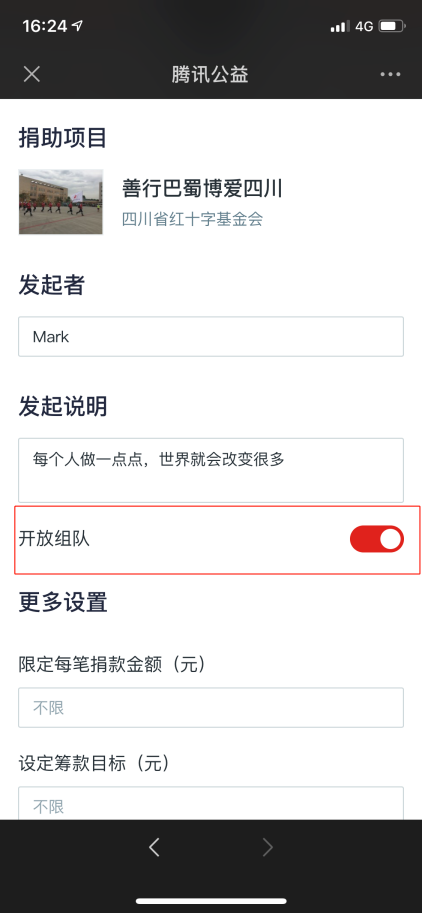 16:24
4G
腾讯公益
捐助项目
善行巴蜀博爱四川
四川省红十字基金会
发起者
Mark
发起说明
每个人做一点点，世界就会改变很多
开放组队
更多设置
限定每笔捐款金额（元）
不限
设定筹款目标（元）
不限